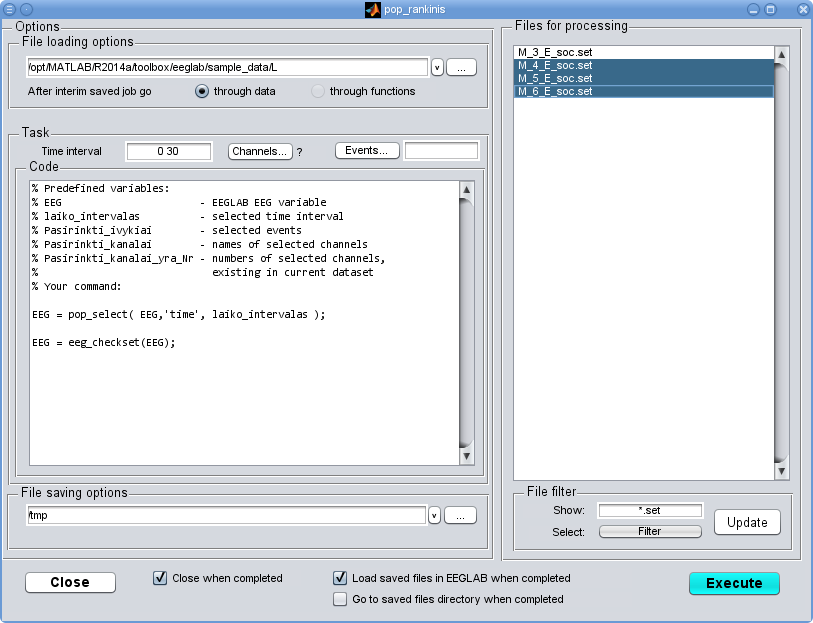 pop_rankinis
Options
File loading options
/opt/MATLAB/R2014a/toolbox/eeglab/sample_data/L
v
...
After interim saved job go
through data
through functions
Task
Time interval
0 30
Channels...
?
Events...
Code
% Predefined variables:
% EEG - EEGLAB EEG variable
% laiko_intervalas - selected time interval
% Pasirinkti_ivykiai - selected events
% Pasirinkti_kanalai - names of selected channels
% Pasirinkti_kanalai_yra_Nr - numbers of selected channels,
% existing in current dataset
% Your command:
EEG = pop_select( EEG,'time', laiko_intervalas );
EEG = eeg_checkset(EEG);
File saving options
/tmp
v
...
Files for processing
M_3_E_soc.set
M_4_E_soc.set
M_5_E_soc.set
M_6_E_soc.set
File filter
Show:
*.set
Select:
Filter
Update
Close
Close when completed
Load saved files in EEGLAB when completed
Go to saved files directory when completed
Execute